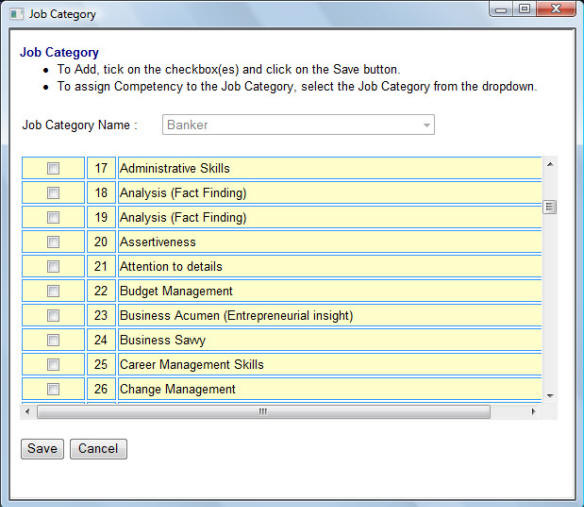 Job Category
Job Category
• To Add, tick on the checkbox(es) and click on the Save button.
• To assign Competency to the Job Category, select the Job Category from the dropdown.
Job Category Name : Banker
17 Administrative Skills
18 Analysis (Fact Finding)
19 Analysis (Fact Finding)
20 Assertiveness
21 Attention to details
22 Budget Management
23 Business Acumen (Entrepreneurial insight)
24 Business Savvy
25 Career Management Skills
26 Change Management
Save Cancel